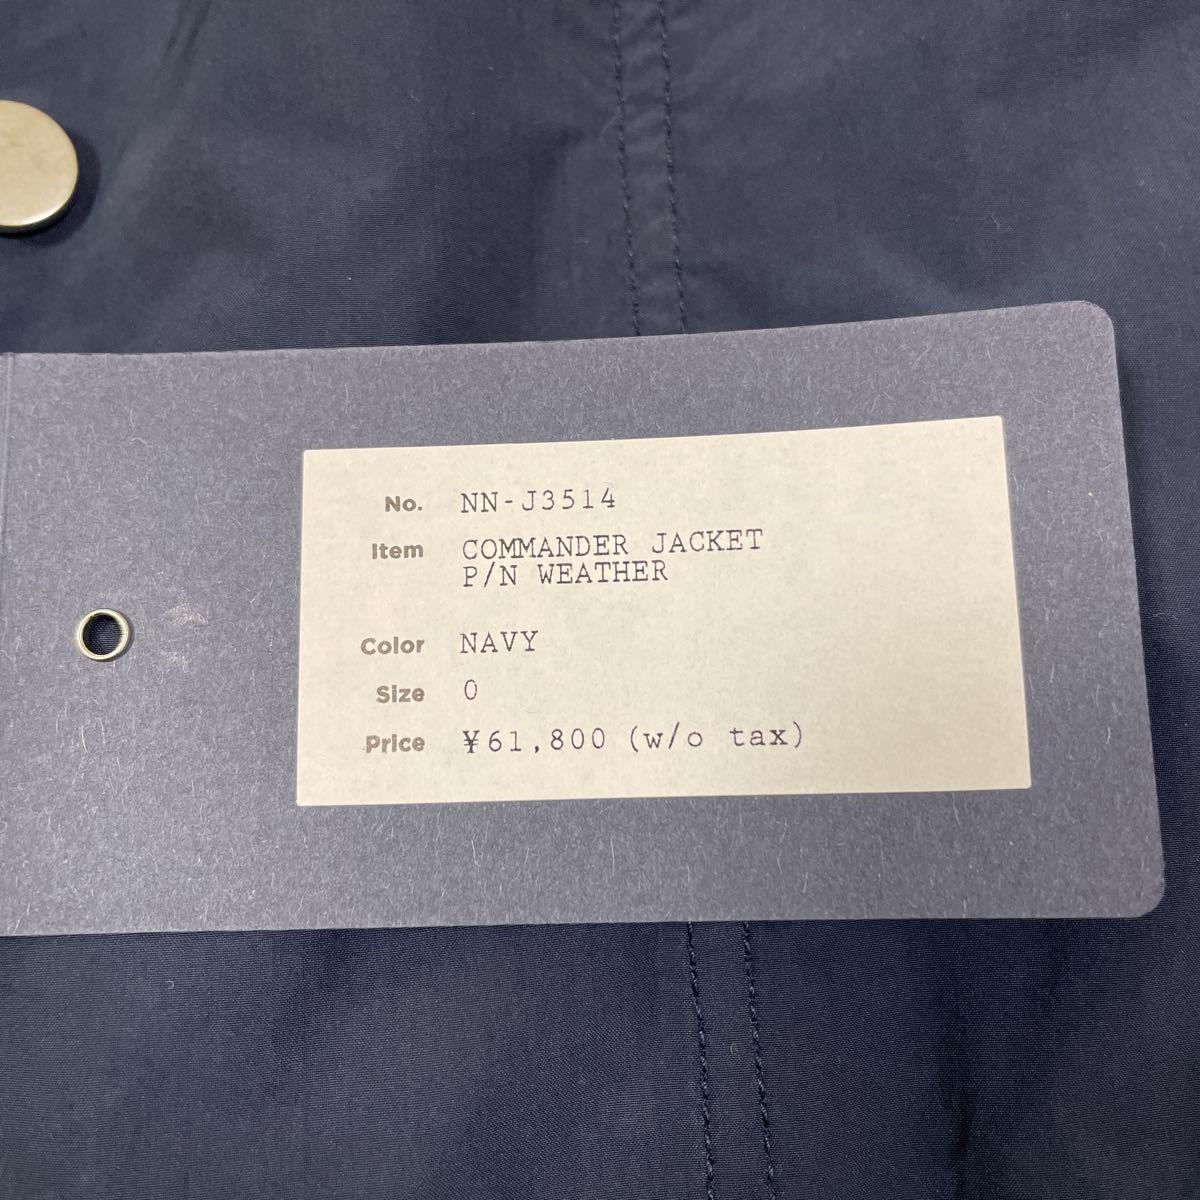 No. NN-J3514
Item COMMANDER JACKET
P/N WEATHER
Color NAVY
Size 0
Price ¥61,800 (w/o tax)